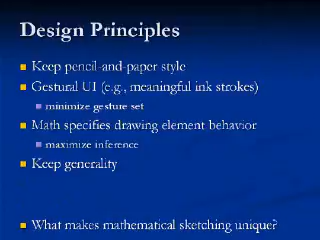 Design Principles
Keep pencil-and-paper style
Gestural UI (e.g., meaningful ink strokes)
minimize gesture set
Math specifies drawing element behavior
maximize inference
Keep generality
What makes mathematical sketching unique?